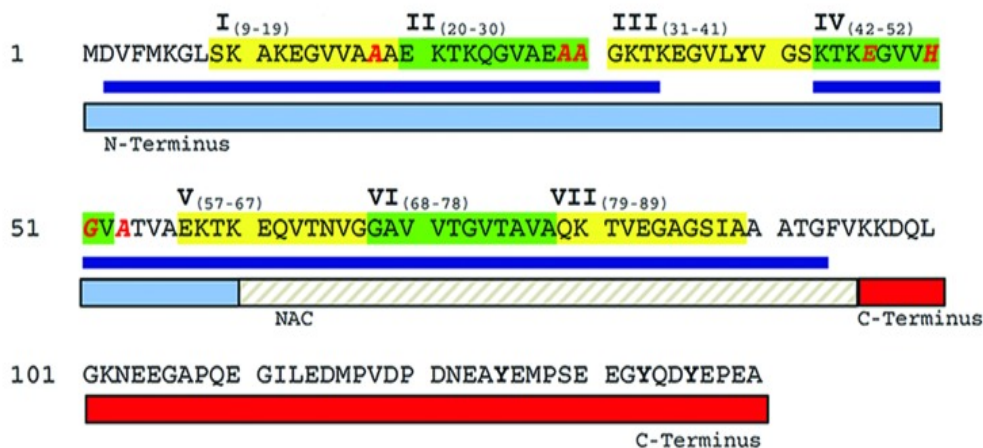 I(9-19) II(20-30) III(31-41) IV(42-52)
1 MDVFMKGLSK AKEGVVAAAE KTKQGVAEAA GKTKEGVLYV GSKTKEGVVH
N-Terminus
V(57-67) VI(68-78) VII(79-89)
51 GVATVAEKTK EQVTNVGGAV VTGVTAVAQK TVEGAGSIAA ATGFVKKDQL
NAC C-Terminus
101 GKNEEGAPQE GILEDMPVDP DNEAYEMPSE EGYQDYEPEA
C-Terminus